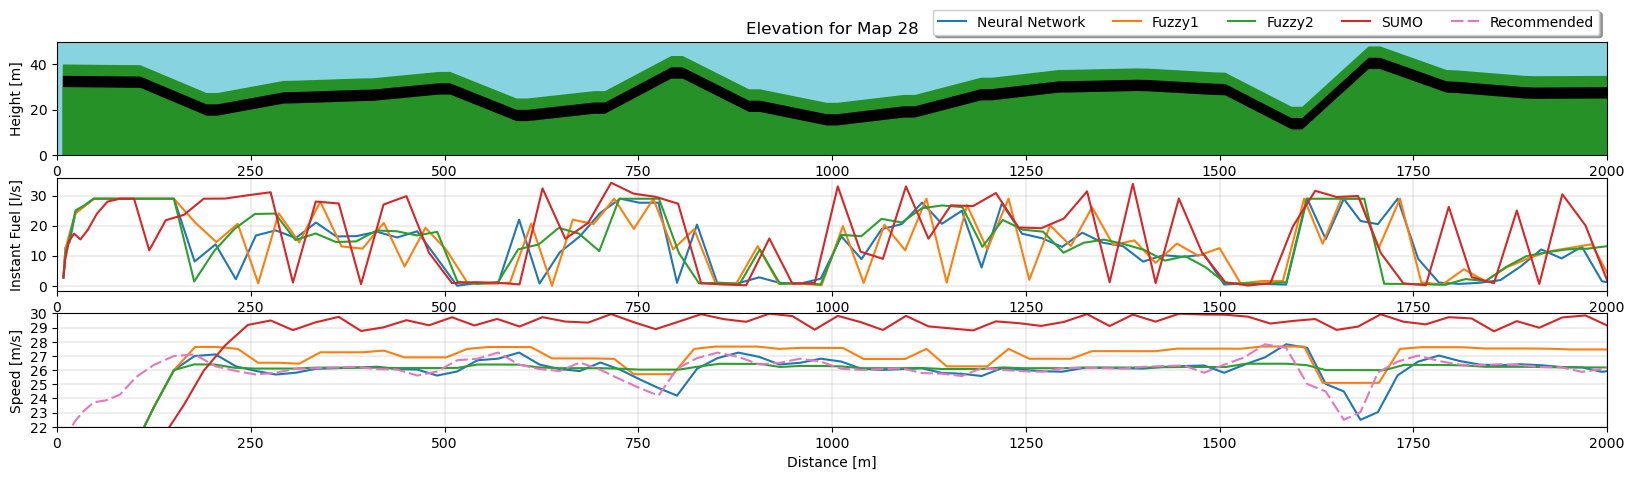 Neural Network Fuzzy1 Fuzzy2 SUMO Recommended
Elevation for Map 28
Height [m]
40
20
0
0 250 500 750 1000 1250 1500 1750 2000
Instant Fuel [l/s]
30
20
10
0
0 250 500 750 1000 1250 1500 1750 2000
Speed [m/s]
30
29
28
27
26
25
24
23
22
0 250 500 750 1000 1250 1500 1750 2000
Distance [m]